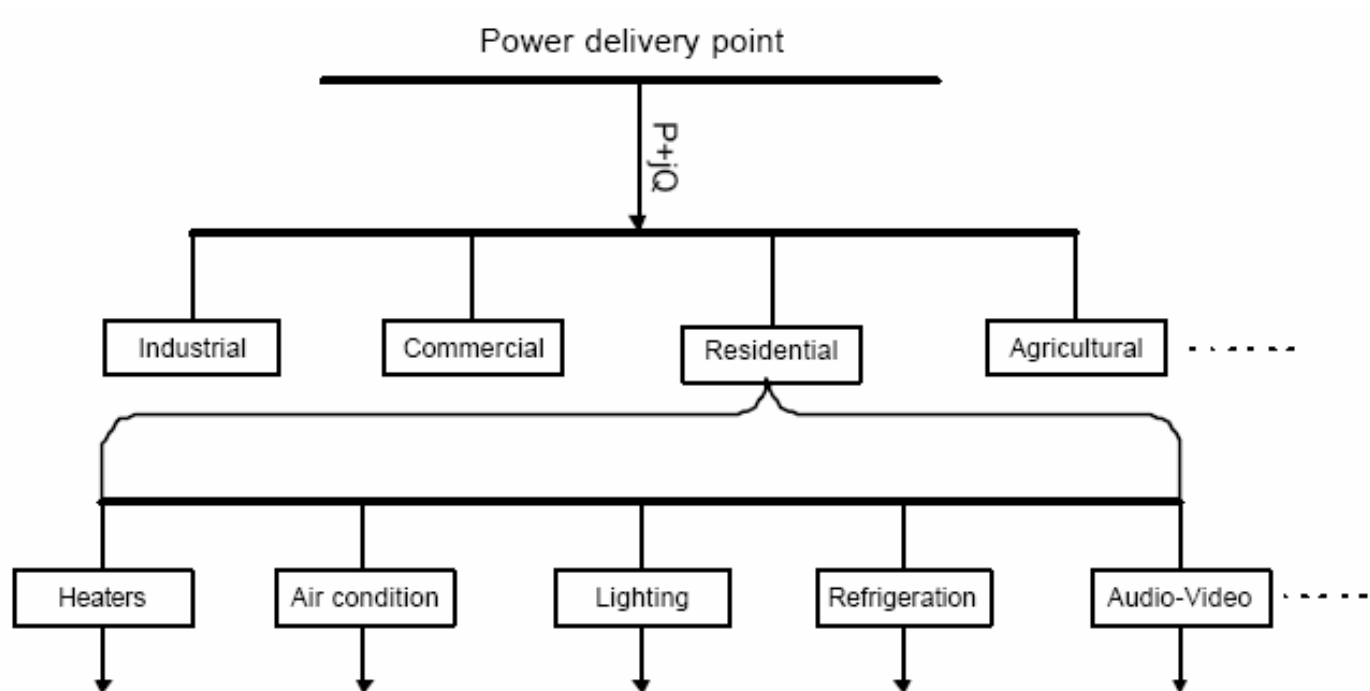 Power delivery point
P+jQ
Industrial
Commercial
Residential
Agricultural
Heaters
Air condition
Lighting
Refrigeration
Audio-Video